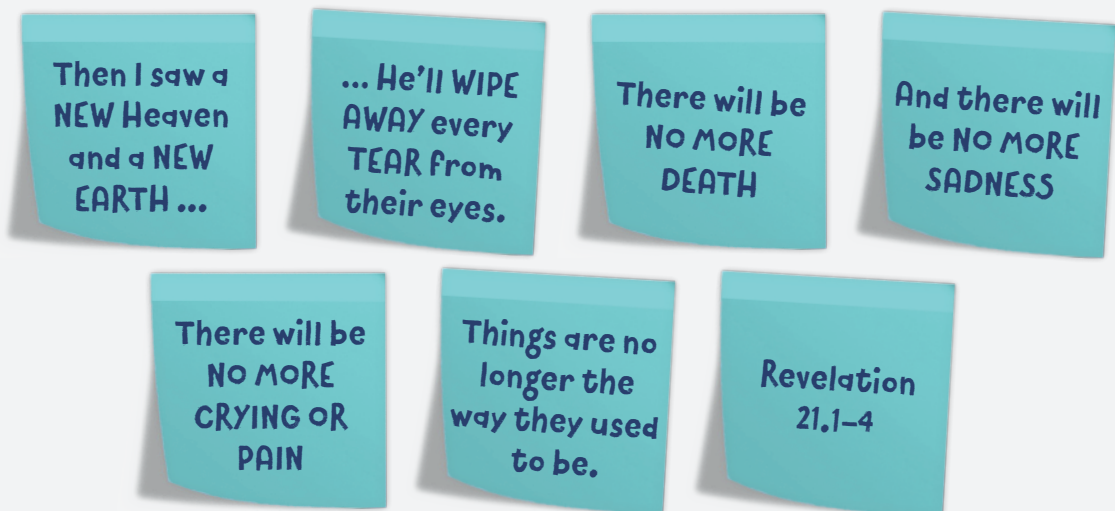 Then I saw a
NEW Heaven
and a NEW
EARTH ...
... He'll WIPE
AWAY every
TEAR from
their eyes.
There will be
NO MORE
DEATH
And there will
be NO MORE
SADNESS
There will be
NO MORE
CRYING OR
PAIN
Things are no
longer the
way they used
to be.
Revelation
21.1–4